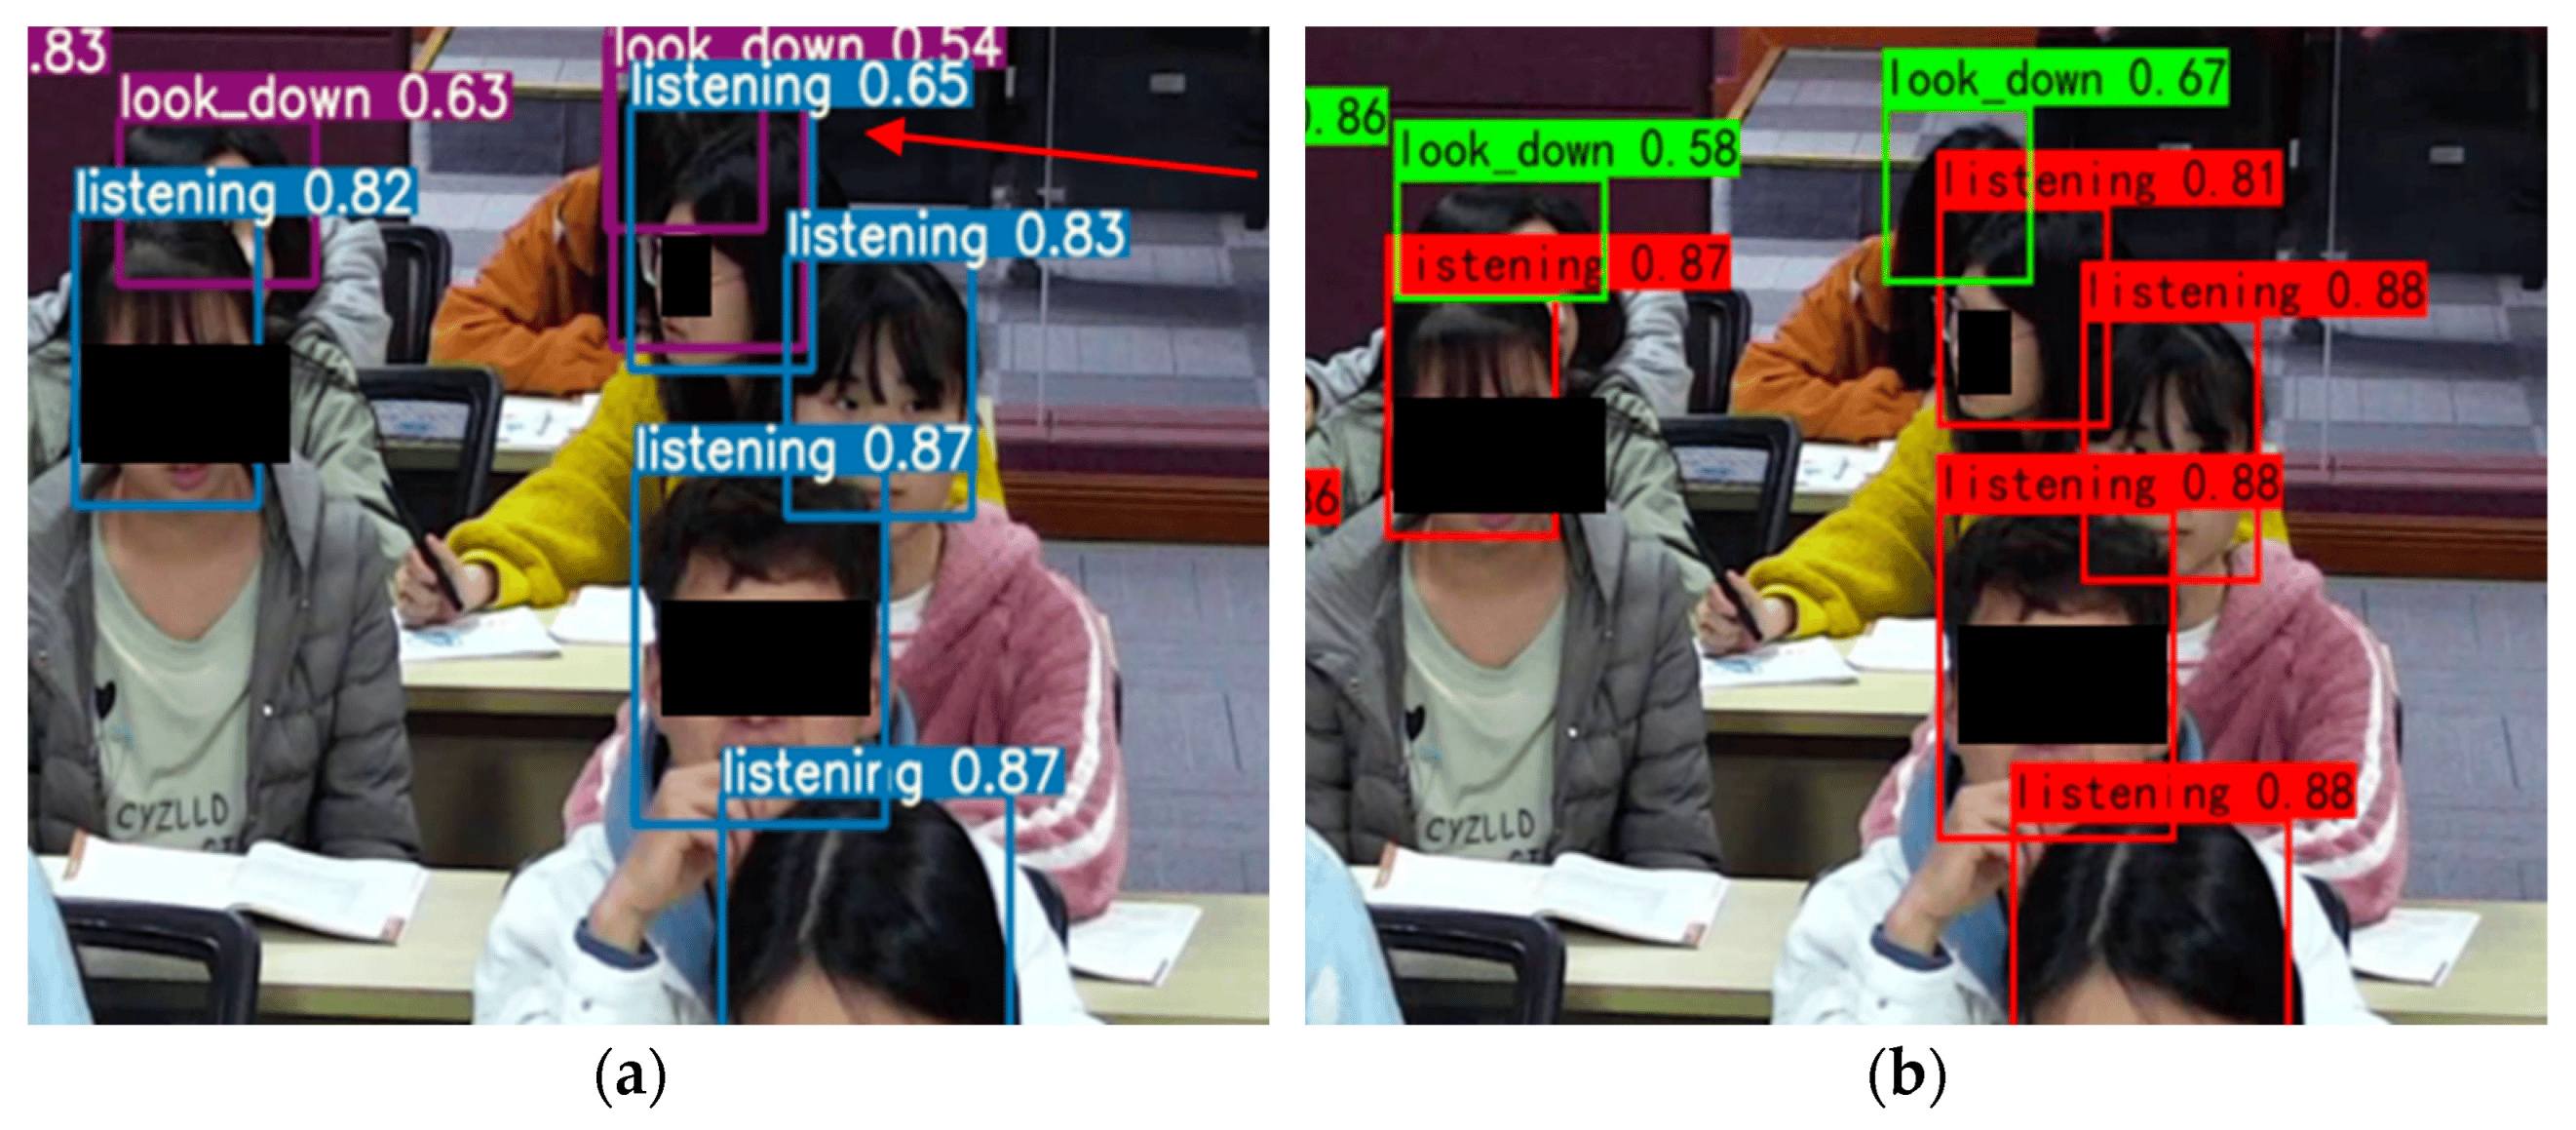 .83
look_down 0.54
look_down 0.63
listening 0.65
listening 0.82
listening 0.83
listening 0.87
listening 0.87
CYZLLD
(a)
look_down 0.67
.86
look_down 0.58
listening 0.81
istening 0.87
listening 0.88
listening 0.88
36
listening 0.88
CYZLLD
(b)